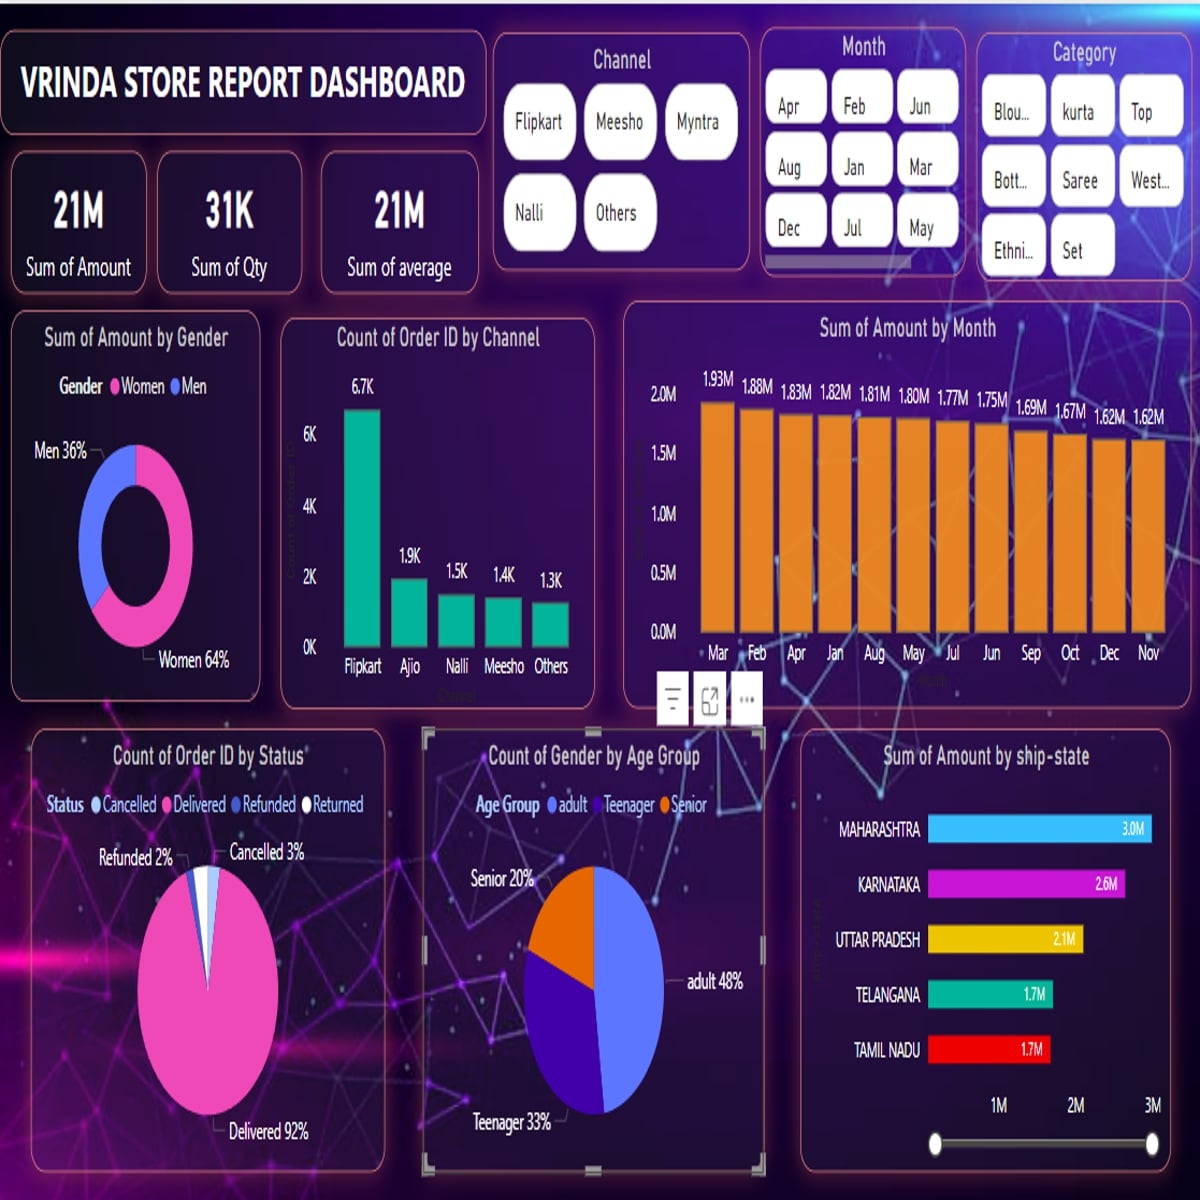 VRINDA STORE REPORT DASHBOARD
21M
Sum of Amount
31K
Sum of Qty
21M
Sum of average
Channel
Flipkart
Meesho
Myntra
Nalli
Others
Month
Apr
Feb
Jun
Aug
Jan
Mar
Dec
Jul
May
Category
Blou...
kurta
Top
Bott...
Saree
West...
Ethni...
Set
Sum of Amount by Gender
Gender Women Men
Men 36%
Women 64%
Count of Order ID by Channel
Count of Order ID
6K
4K
2K
0K
6.7K
1.9K
1.5K
1.4K
1.3K
Flipkart Ajio Nalli Meesho Others
Channel
Sum of Amount by Month
2.0M
1.5M
1.0M
0.5M
0.0M
1.93M 1.88M 1.83M 1.82M 1.81M 1.80M 1.77M 1.75M 1.69M 1.67M 1.62M 1.62M
Mar Feb Apr Jan Aug May Jul Jun Sep Oct Dec Nov
Month
Count of Order ID by Status
Status Cancelled Delivered Refunded Returned
Refunded 2%
Cancelled 3%
Delivered 92%
Count of Gender by Age Group
Age Group adult Teenager Senior
Senior 20%
adult 48%
Teenager 33%
Sum of Amount by ship-state
MAHARASHTRA 3.0M
KARNATAKA 2.6M
UTTAR PRADESH 2.1M
TELANGANA 1.7M
TAMIL NADU 1.7M
1M 2M 3M